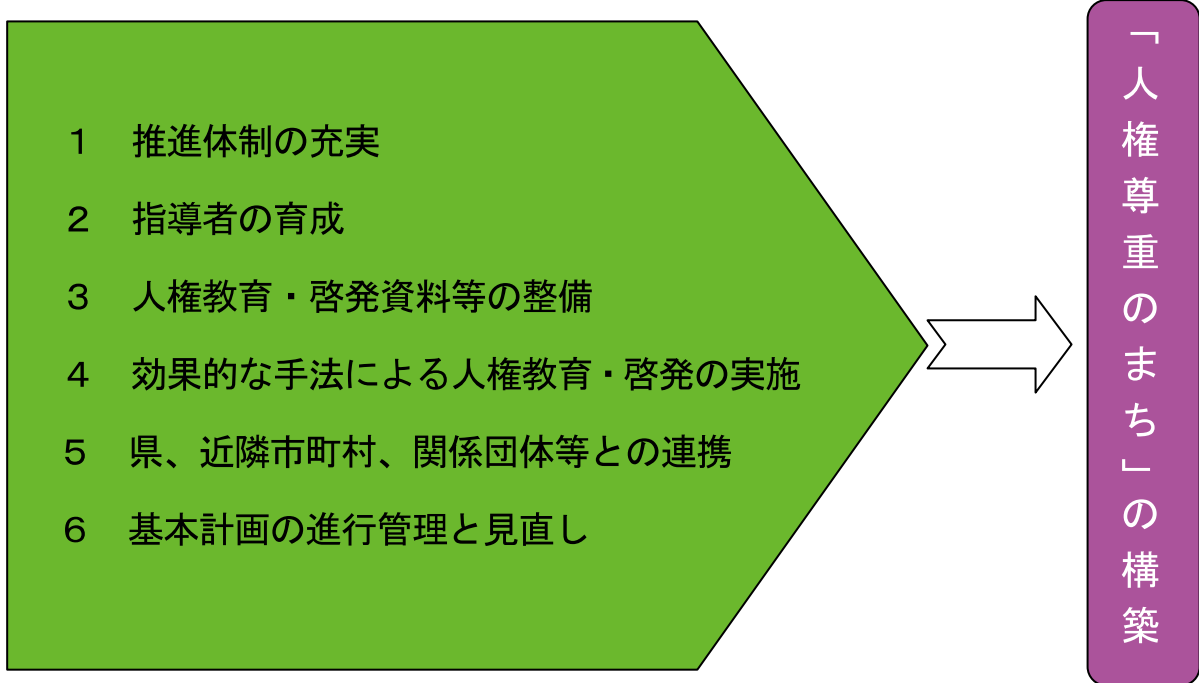 １　推進体制の充実
２　指導者の育成
３　人権教育・啓発資料等の整備
４　効果的な手法による人権教育・啓発の実施
５　県、近隣市町村、関係団体等との連携
６　基本計画の進行管理と見直し
「人権尊重のまち」の構築